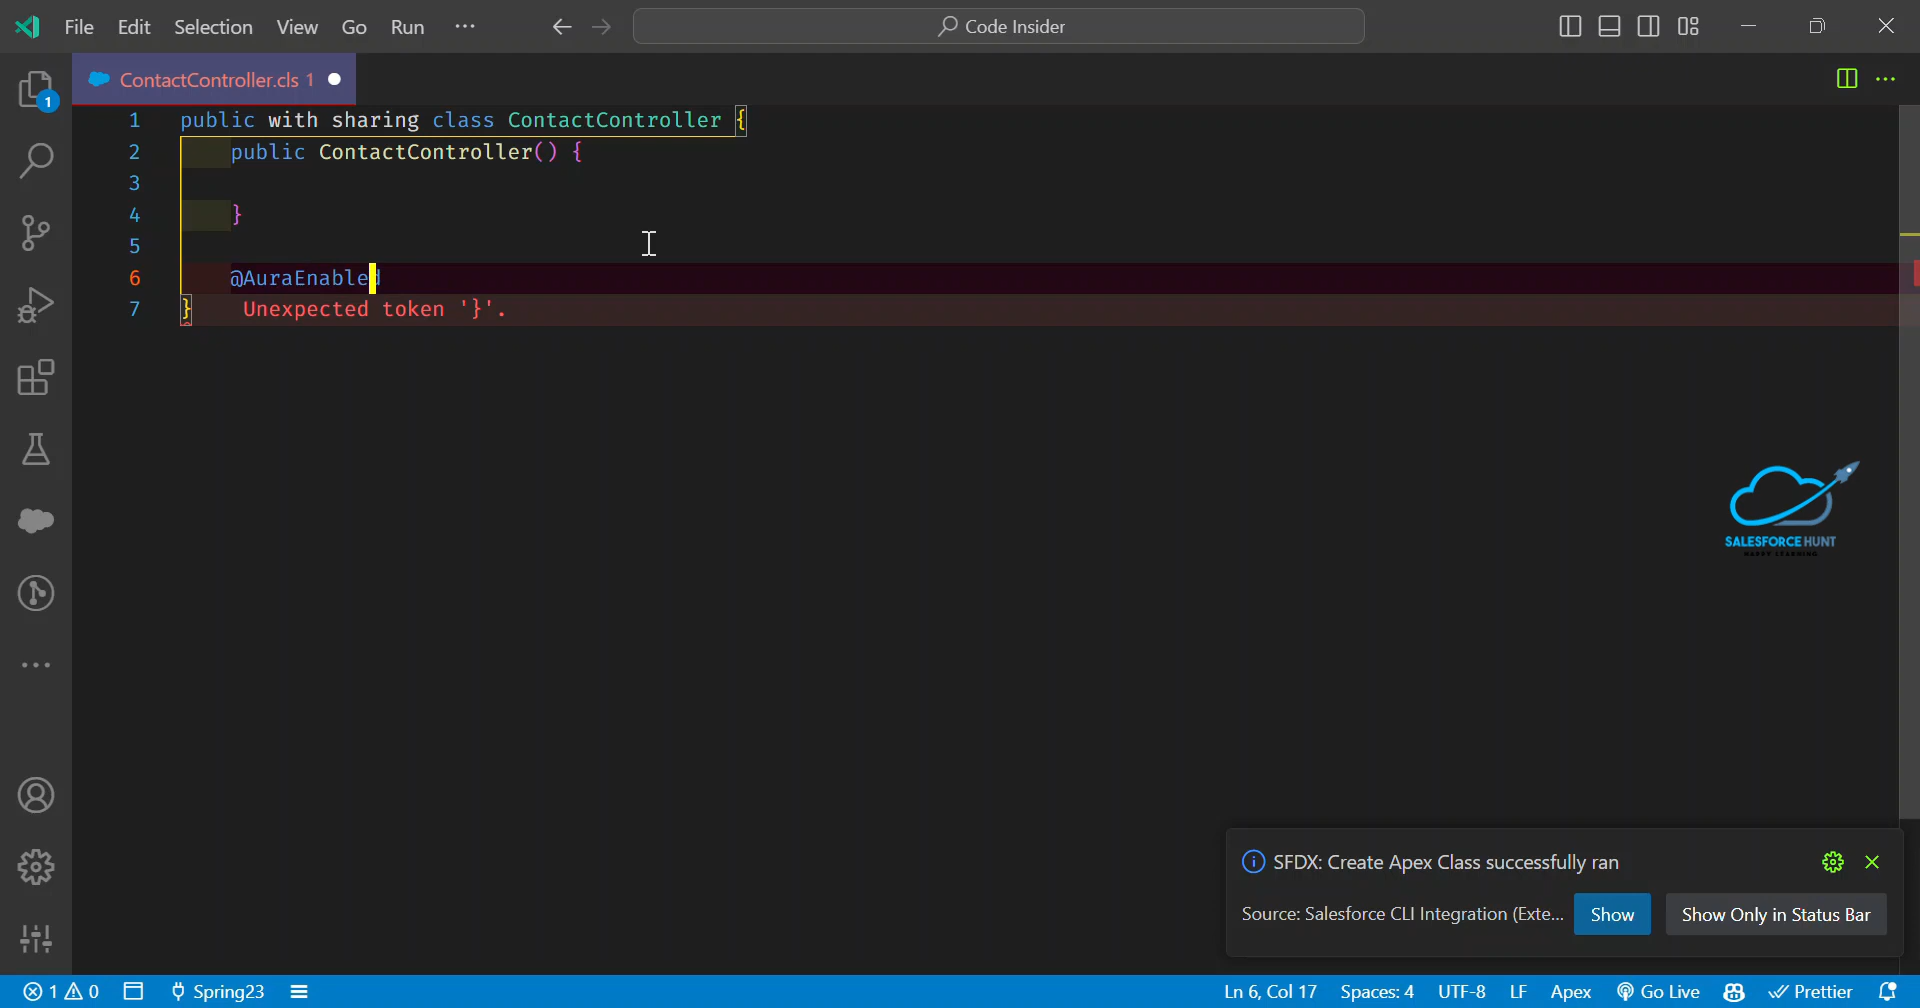 File Edit Selection View Go Run ···
Code Insider
ContactController.cls 1
1 public with sharing class ContactController {
2 public ContactController() {
3
4 }
5
6 @AuraEnabled
7 } Unexpected token '}'.
SALESFORCE HUNT
SFDX: Create Apex Class successfully ran
Source: Salesforce CLI Integration (Exte...
Show
Show Only in Status Bar
1 0 Spring23 Ln 6, Col 17 Spaces: 4 UTF-8 LF Apex Go Live Prettier